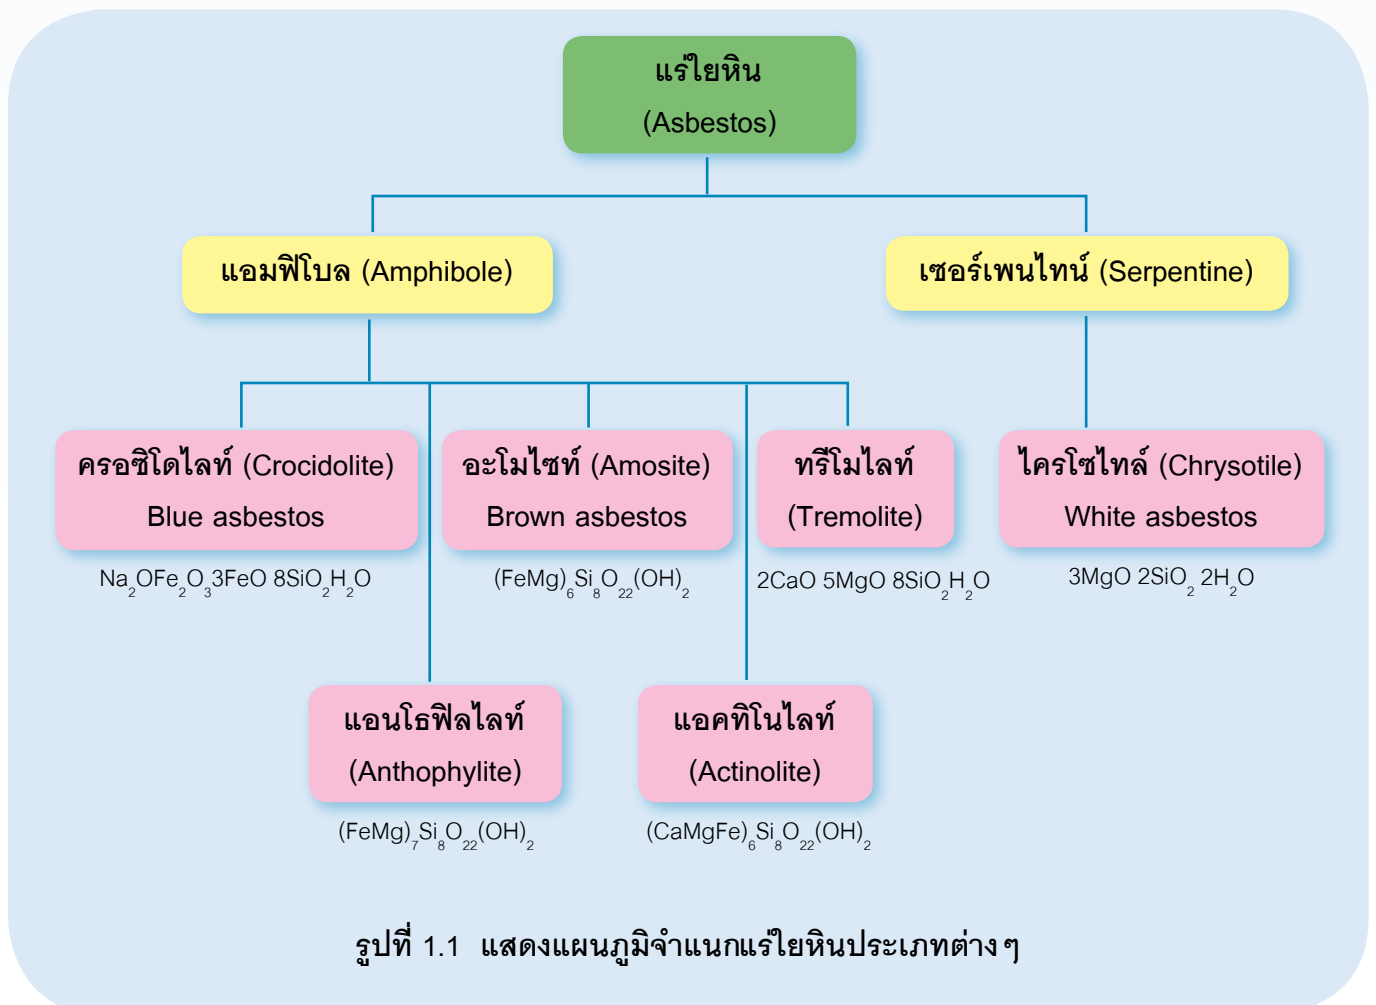 แร่ใยหิน
(Asbestos)
แอมฟิโบล (Amphibole)
เซอร์เพนไทน์ (Serpentine)
ครอซิโดไลท์ (Crocidolite)
Blue asbestos
Na₂OFe₂O₃3FeO 8SiO₂H₂O
อะโมไซท์ (Amosite)
Brown asbestos
(FeMg)₆Si₈O₂₂(OH)₂
ทรีโมไลท์
(Tremolite)
2CaO 5MgO 8SiO₂H₂O
ไครโซไทล์ (Chrysotile)
White asbestos
3MgO 2SiO₂ 2H₂O
แอนโธฟิลไลท์
(Anthophylite)
(FeMg)₇Si₈O₂₂(OH)₂
แอคทิโนไลท์
(Actinolite)
(CaMgFe)₆Si₈O₂₂(OH)₂
รูปที่ 1.1 แสดงแผนภูมิจำแนกแร่ใยหินประเภทต่างๆ